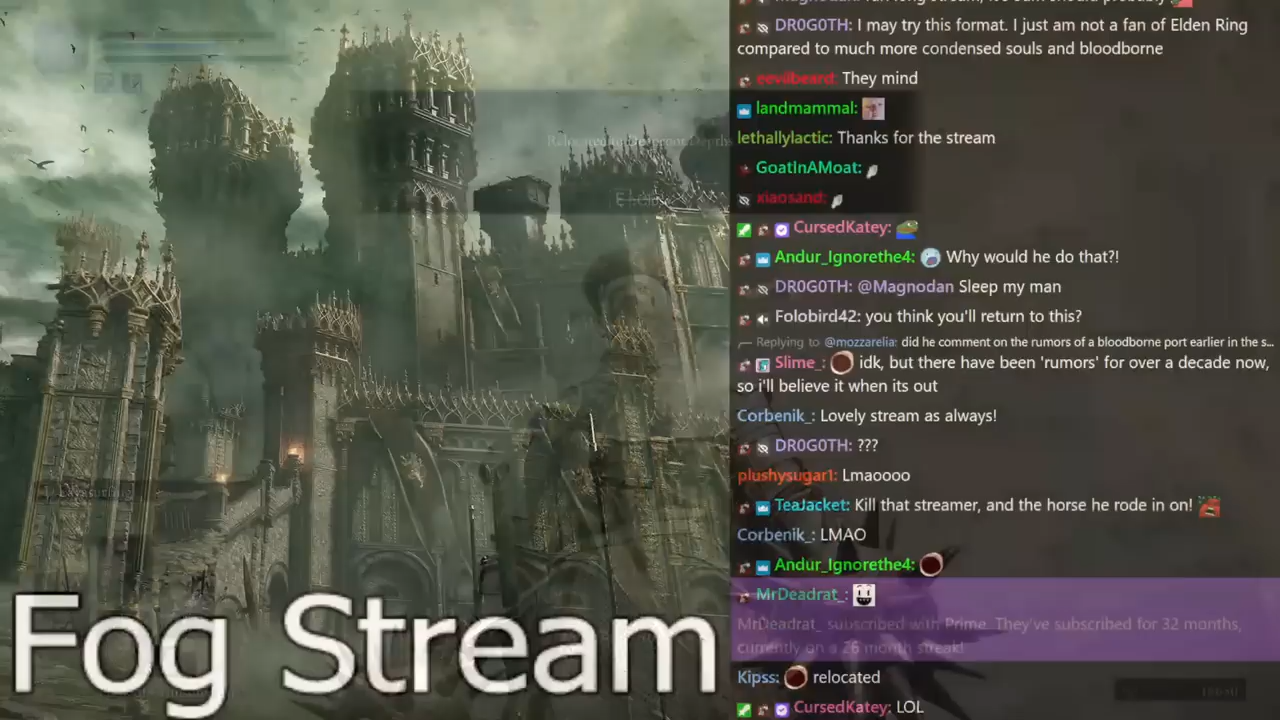 DR0G0TH: I may try this format. I just am not a fan of Elden Ring
compared to much more condensed souls and bloodborne
eevilbeard: They mind
landmammal:
lethallylactic: Thanks for the stream
GoatInAMoat:
xiaosand:
CursedKatey:
Andur_Ignorethe4: Why would he do that?!
DR0G0TH: @Magnodan Sleep my man
Folobird42: you think you'll return to this?
Replying to @mozzarelia: did he comment on the rumors of a bloodborne port earlier in the s...
Slime_: idk, but there have been 'rumors' for over a decade now,
so i'll believe it when its out
Corbenik_: Lovely stream as always!
DR0G0TH: ???
plushysugar1: Lmaoooo
TeaJacket: Kill that streamer, and the horse he rode in on!
Corbenik_: LMAO
Andur_Ignorethe4:
MrDeadrat_:
MrDeadrat_ subscribed with Prime. They've subscribed for 32 months,
currently on a 26 month streak!
Kipss: relocated
CursedKatey: LOL
Fog Stream